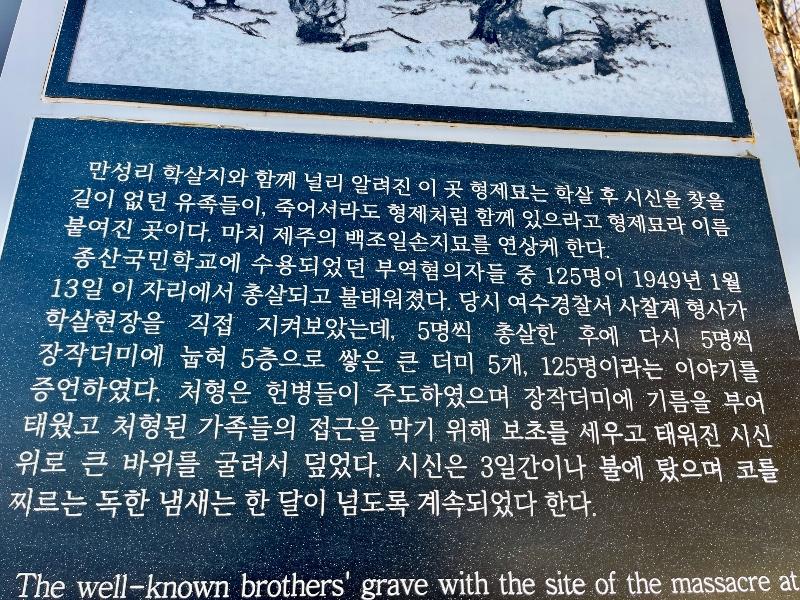 만성리 학살지와 함께 널리 알려진 이 곳 형제묘는 학살 후 시신을 찾을
길이 없던 유족들이, 죽어서라도 형제처럼 함께 있으라고 형제묘라 이름
붙여진 곳이다. 마치 제주의 백조일손지묘를 연상케 한다.
종산국민학교에 수용되었던 부역혐의자들 중 125명이 1949년 1월
13일 이 자리에서 총살되고 불태워졌다. 당시 여수경찰서 사찰계 형사가
학살현장을 직접 지켜보았는데, 5명씩 총살한 후에 다시 5명씩
장작더미에 눕혀 5층으로 쌓은 큰 더미 5개, 125명이라는 이야기를
증언하였다. 처형은 헌병들이 주도하였으며 장작더미에 기름을 부어
태웠고 처형된 가족들의 접근을 막기 위해 보초를 세우고 태워진 시신
위로 큰 바위를 굴려서 덮었다. 시신은 3일간이나 불에 탔으며 코를
찌르는 독한 냄새는 한 달이 넘도록 계속되었다 한다.
The well-known brothers' grave with the site of the massacre at